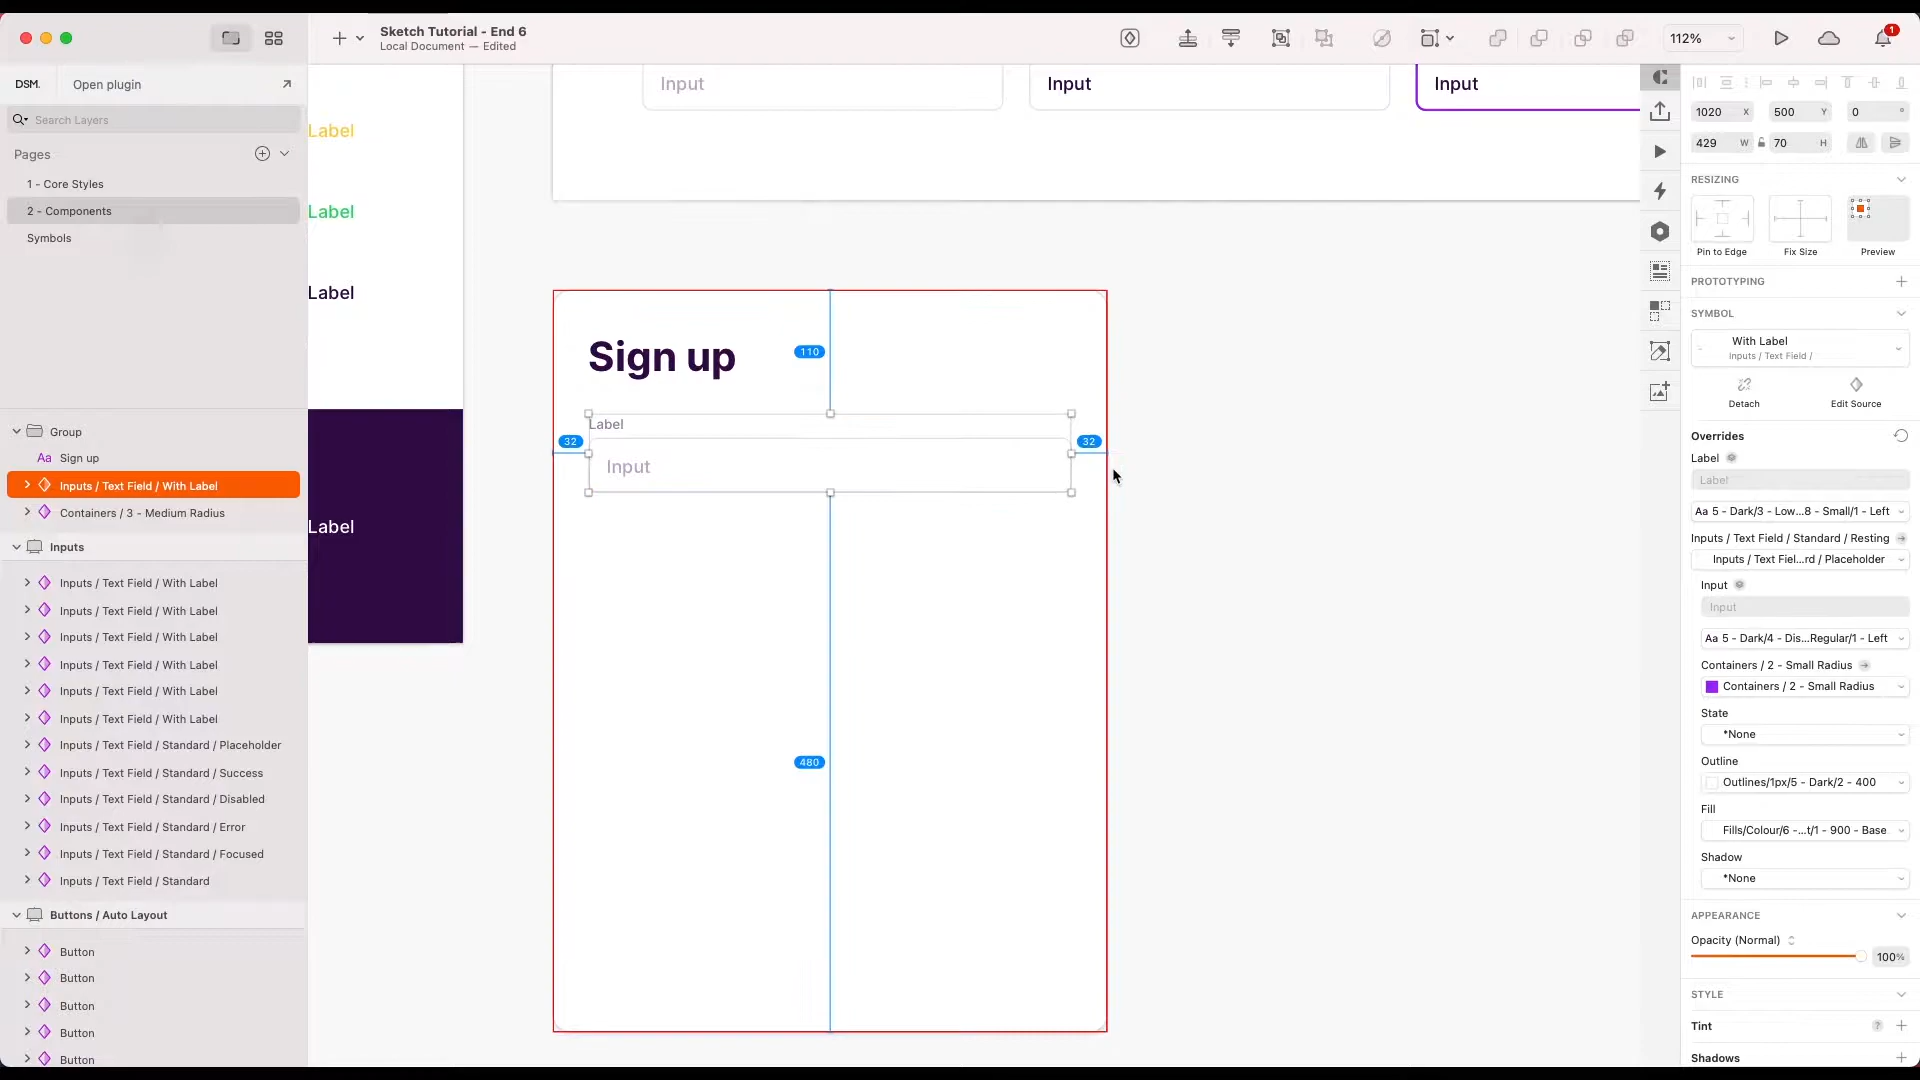 Sketch Tutorial - End 6
Local Document — Edited
112%
1
DSM.
Open plugin
Search Layers
Pages
1 - Core Styles
2 - Components
Symbols
Group
Aa Sign up
Inputs / Text Field / With Label
Containers / 3 - Medium Radius
Inputs
Inputs / Text Field / With Label
Inputs / Text Field / With Label
Inputs / Text Field / With Label
Inputs / Text Field / With Label
Inputs / Text Field / With Label
Inputs / Text Field / With Label
Inputs / Text Field / Standard / Placeholder
Inputs / Text Field / Standard / Success
Inputs / Text Field / Standard / Disabled
Inputs / Text Field / Standard / Error
Inputs / Text Field / Standard / Focused
Inputs / Text Field / Standard
Buttons / Auto Layout
Button
Button
Button
Button
Button
Label
Label
Label
Label
Input
Input
Input
Sign up
110
Label
32
32
Input
480
1020 X
500 Y
0 °
429 W
70 H
RESIZING
Pin to Edge
Fix Size
Preview
PROTOTYPING
SYMBOL
With Label
Inputs / Text Field /
Detach
Edit Source
Overrides
Label
Label
Aa 5 - Dark/3 - Low...8 - Small/1 - Left
Inputs / Text Field / Standard / Resting
Inputs / Text Fiel...rd / Placeholder
Input
Input
Aa 5 - Dark/4 - Dis...Regular/1 - Left
Containers / 2 - Small Radius
Containers / 2 - Small Radius
State
*None
Outline
Outlines/1px/5 - Dark/2 - 400
Fill
Fills/Colour/6 -...t/1 - 900 - Base
Shadow
*None
APPEARANCE
Opacity (Normal)
100%
STYLE
Tint
?
Shadows